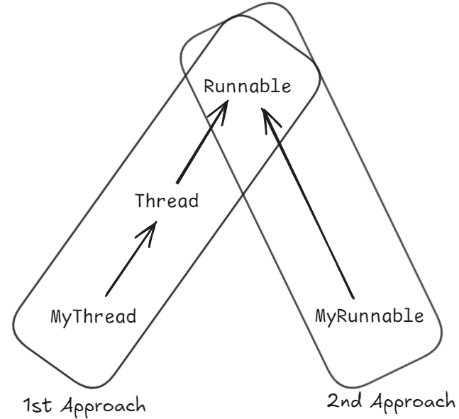 Runnable
Thread
MyThread
MyRunnable
1st Approach
2nd Approach